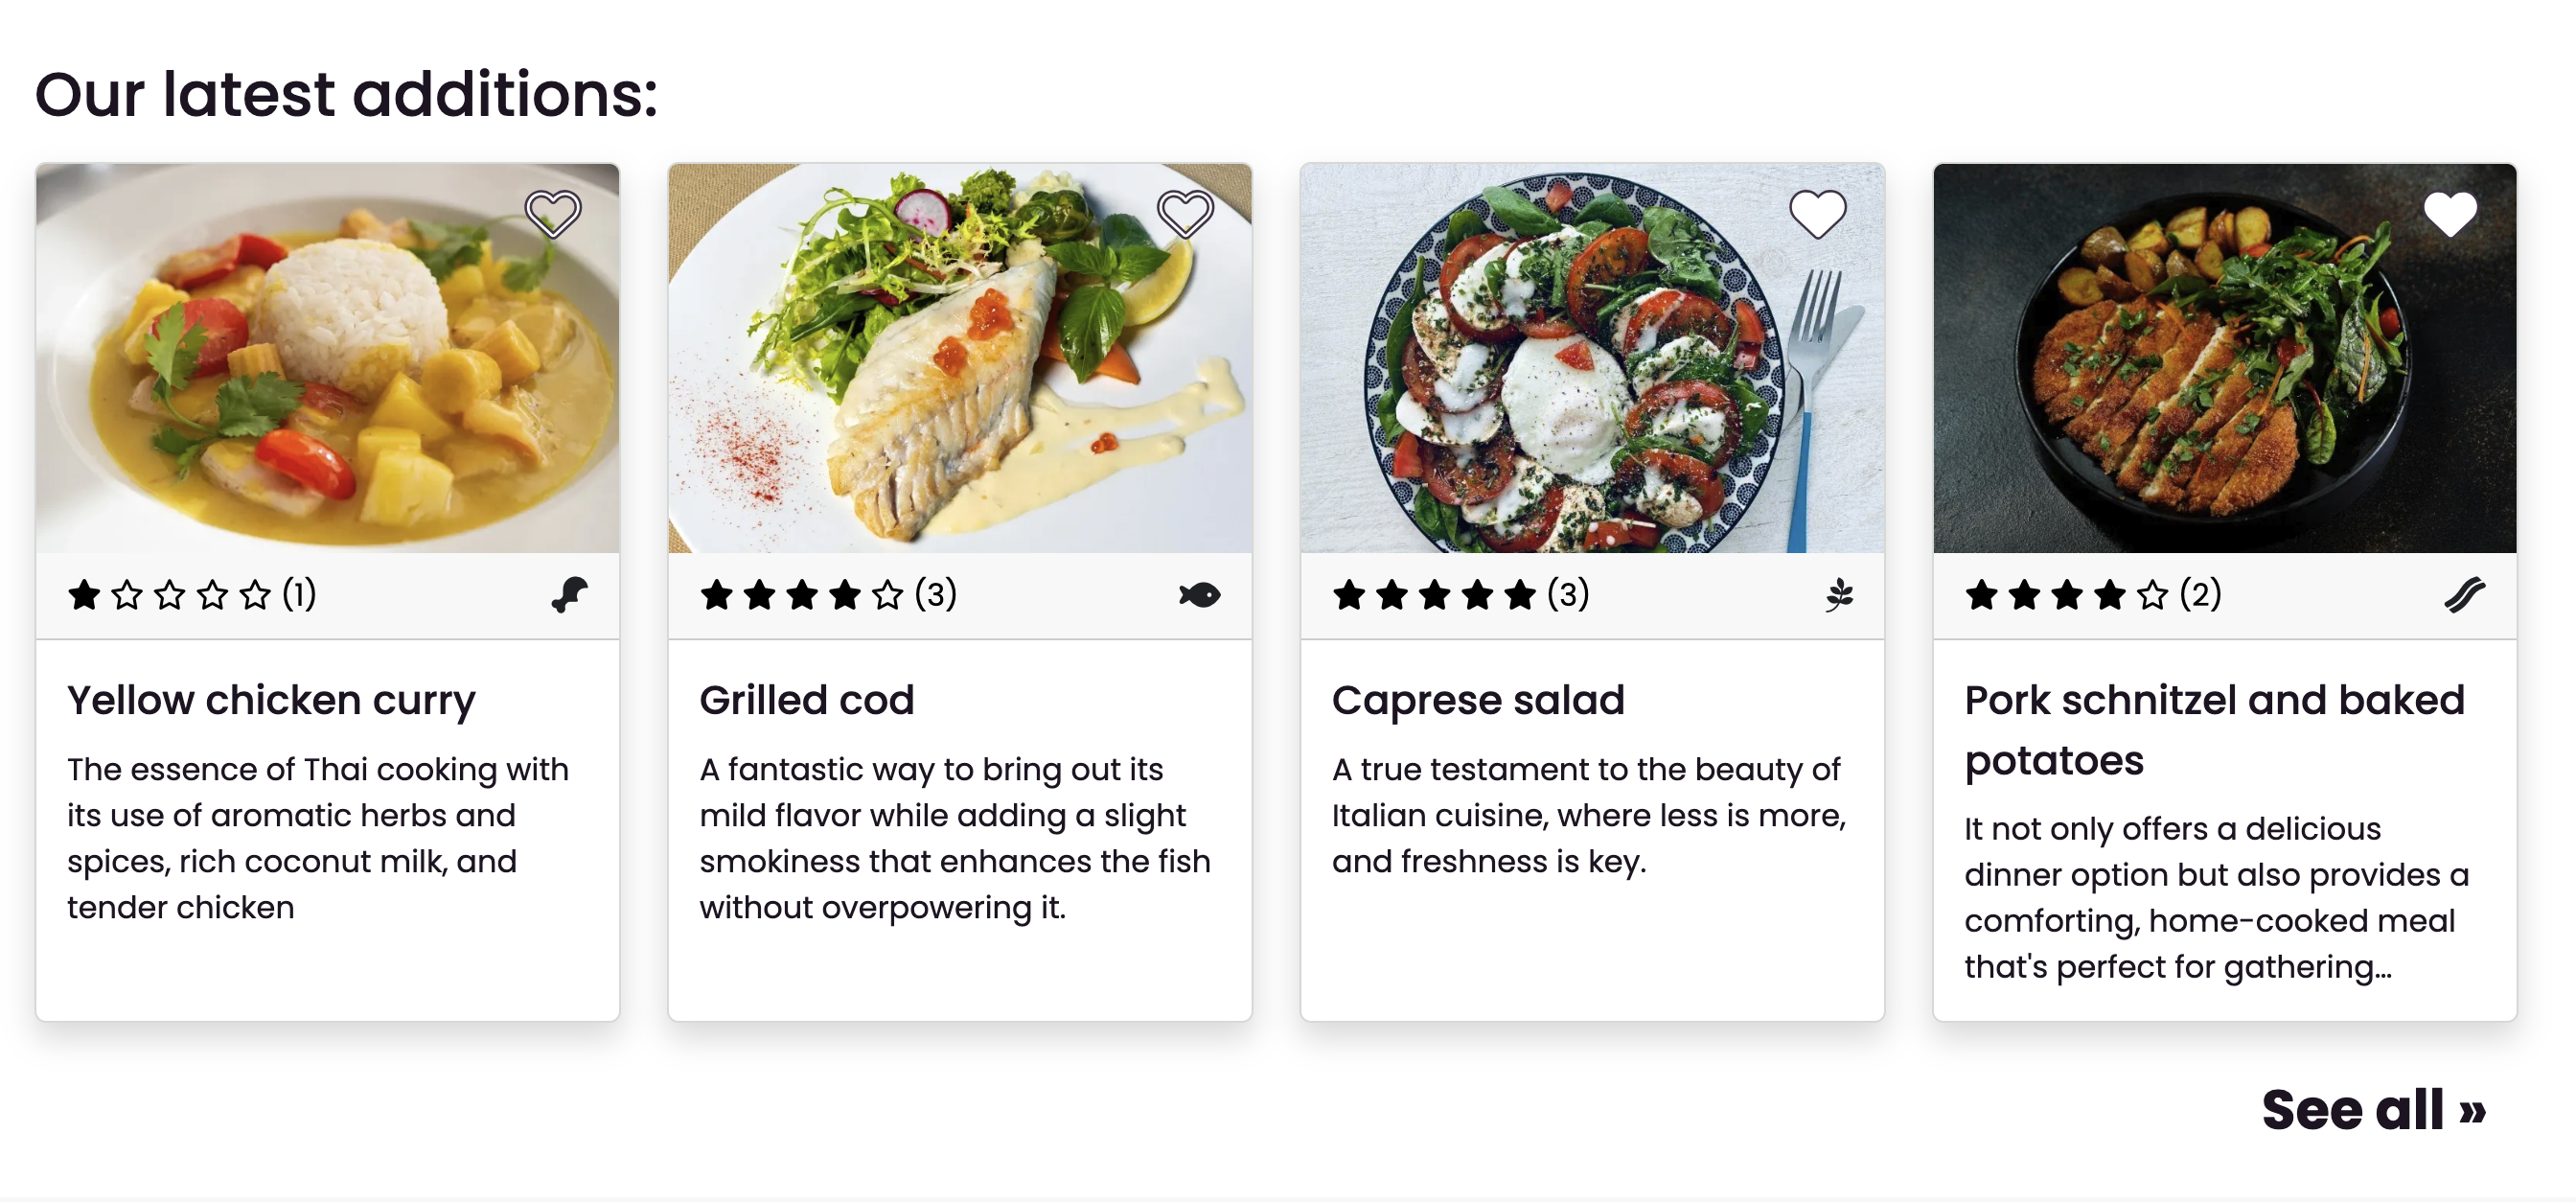 Our latest additions:
(1)
(3)
(3)
(2)
Yellow chicken curry
The essence of Thai cooking with
its use of aromatic herbs and
spices, rich coconut milk, and
tender chicken
Grilled cod
A fantastic way to bring out its
mild flavor while adding a slight
smokiness that enhances the fish
without overpowering it.
Caprese salad
A true testament to the beauty of
Italian cuisine, where less is more,
and freshness is key.
Pork schnitzel and baked
potatoes
It not only offers a delicious
dinner option but also provides a
comforting, home-cooked meal
that's perfect for gathering...
See all »